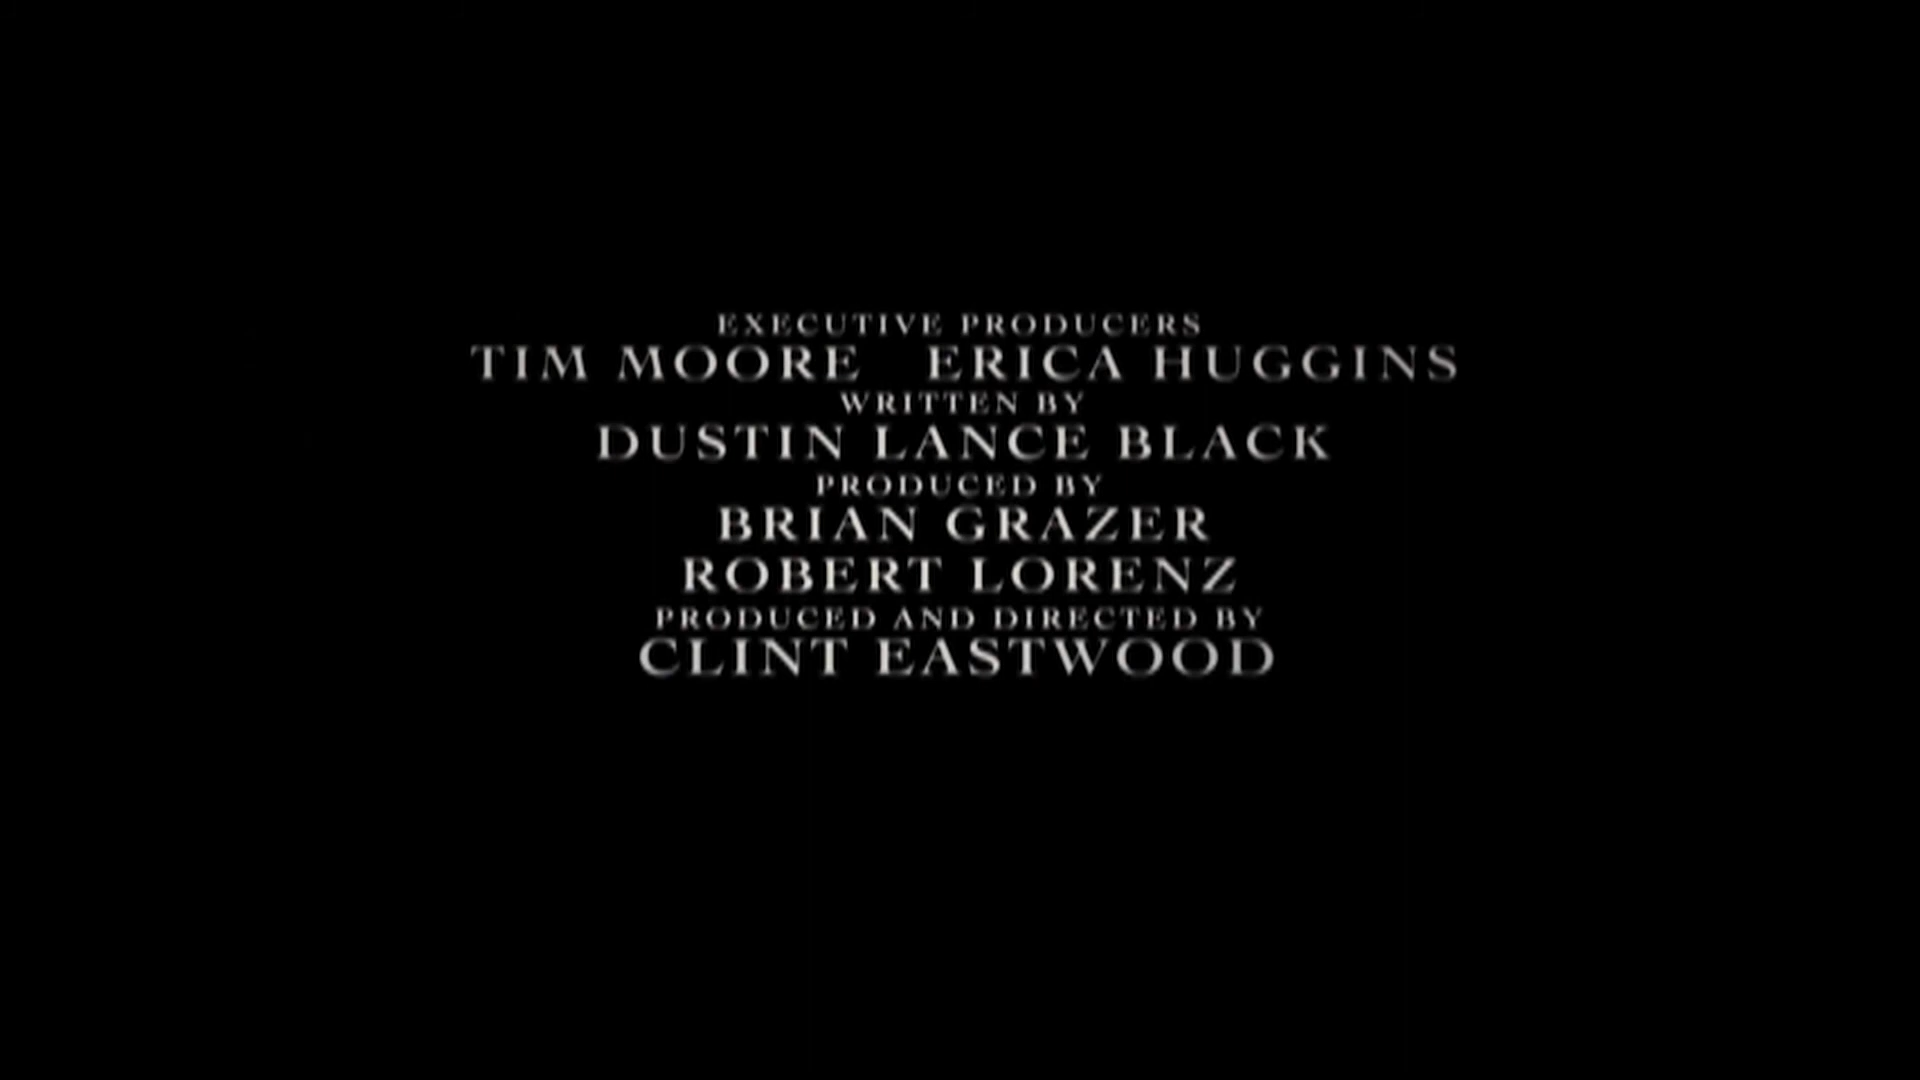 EXECUTIVE PRODUCERS
TIM MOORE ERICA HUGGINS
WRITTEN BY
DUSTIN LANCE BLACK
PRODUCED BY
BRIAN GRAZER
ROBERT LORENZ
PRODUCED AND DIRECTED BY
CLINT EASTWOOD